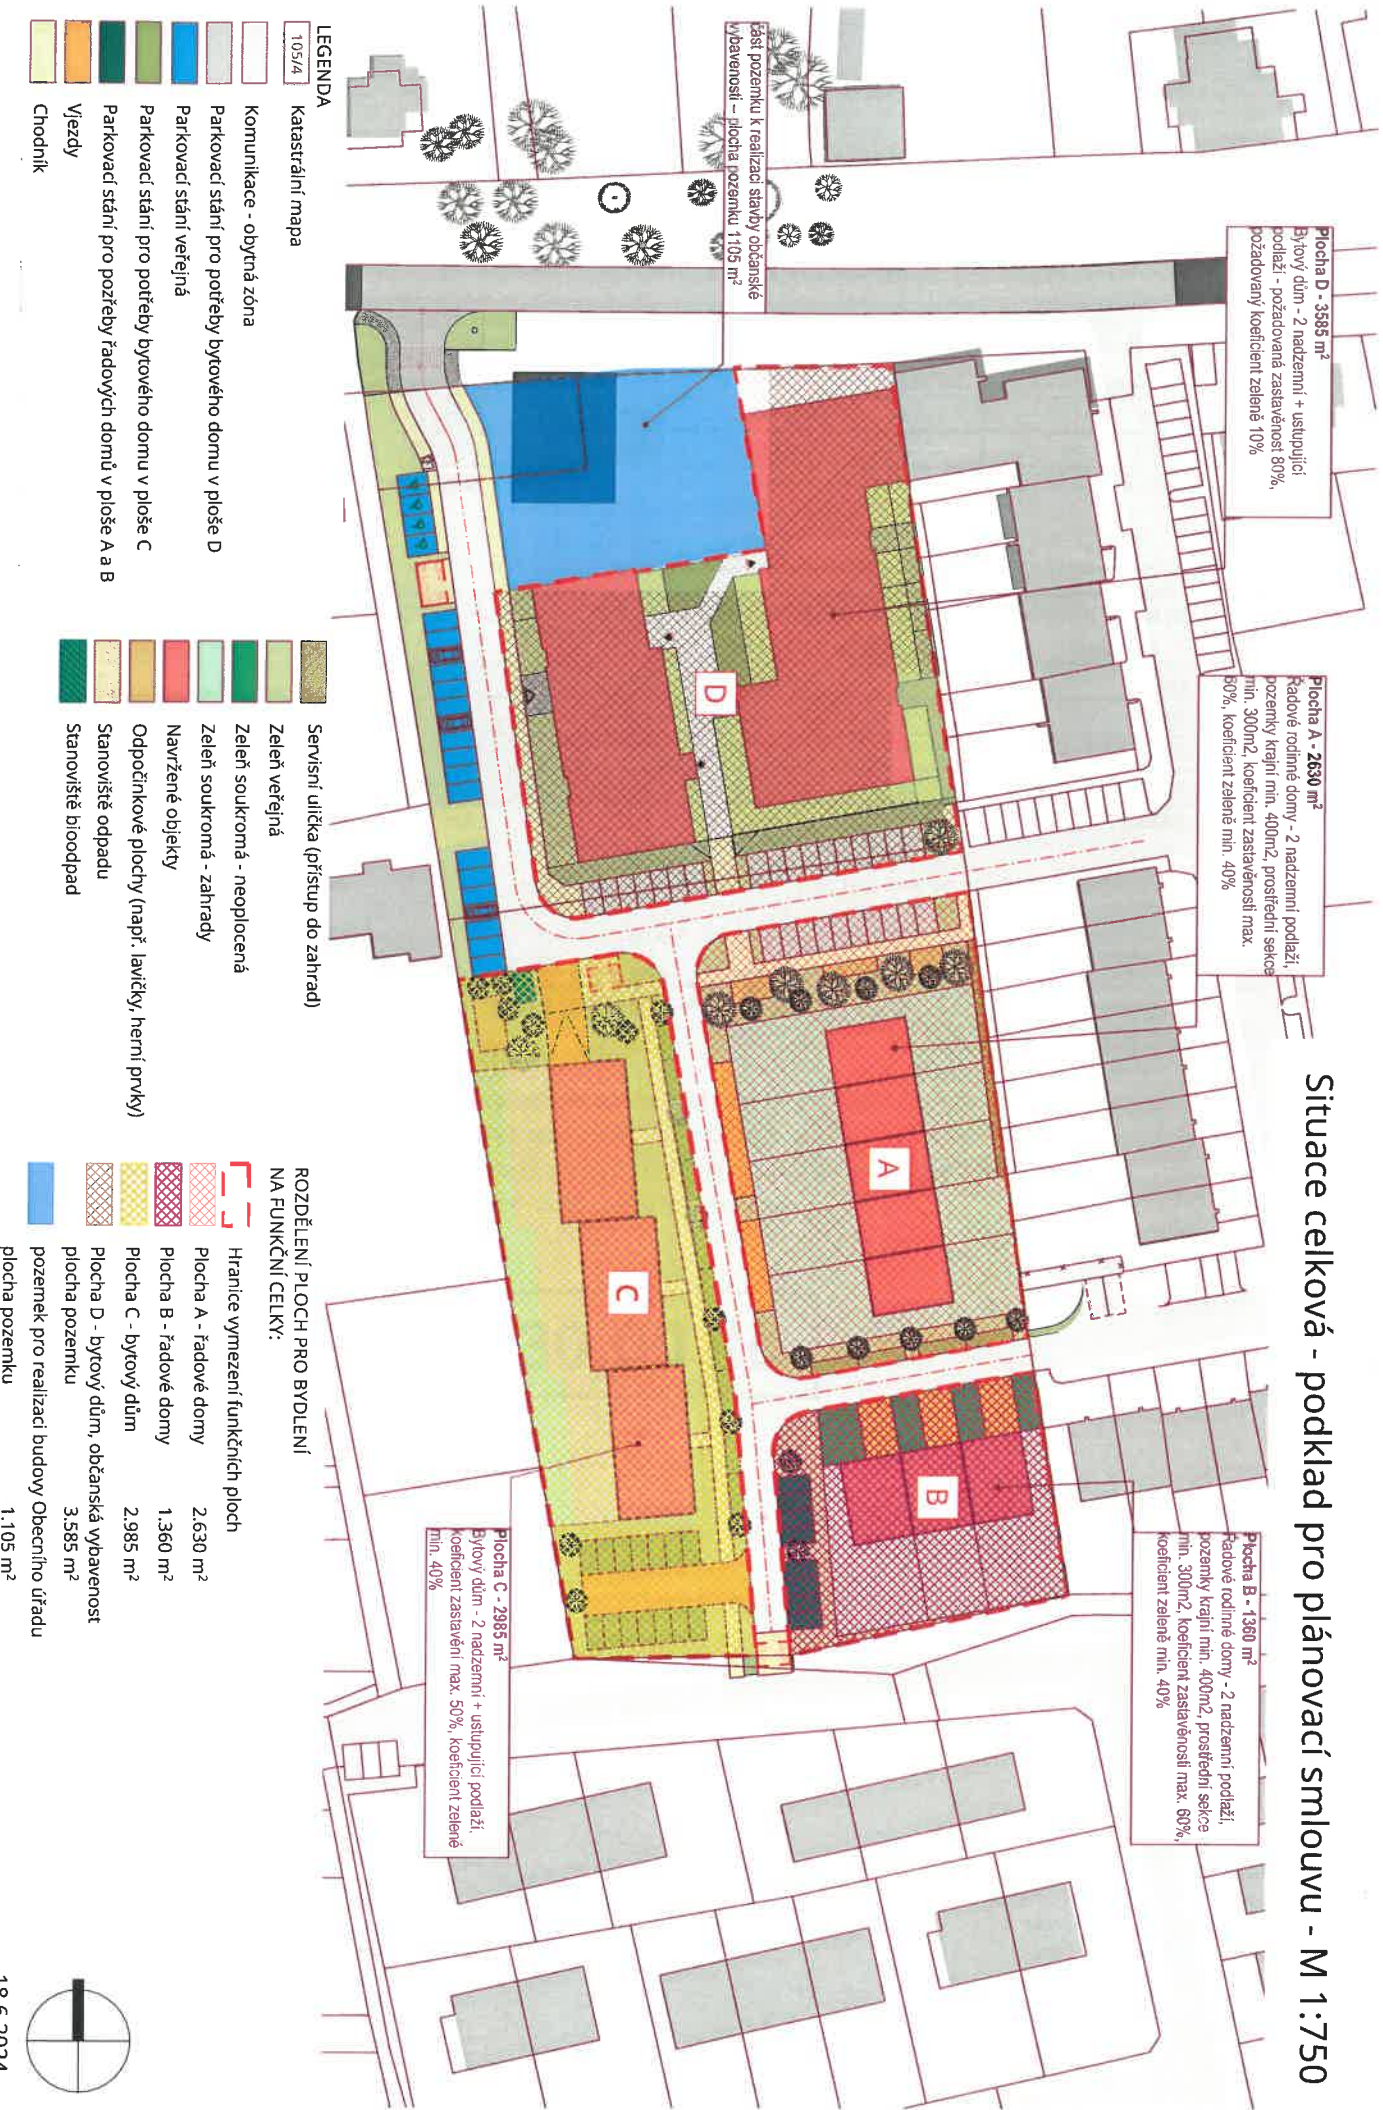 Situace celková - podklad pro plánovací smlouvu - M 1:750
Plocha D - 3585 m²
Bytový dům - 2 nadzemní + ustupující
podlaží - požadovaná zastavěnost 80%,
požadovaný koeficient zeleně 10%
Plocha A - 2630 m²
Řadové rodinné domy - 2 nadzemní podlaží,
pozemky krajní min. 400m2, prostřední sekce
min. 300m2, koeficient zastavěnosti max.
60%, koeficient zeleně min. 40%
Plocha B - 1360 m²
Řadové rodinné domy - 2 nadzemní podlaží,
pozemky krajní min. 400m2, prostřední sekce
min. 300m2, koeficient zastavěnosti max. 60%,
koeficient zeleně min. 40%
část pozemku k realizaci stavby občanské
vybavenosti - plocha pozemku 1105 m²
Plocha C - 2985 m²
Bytový dům - 2 nadzemní + ustupující podlaží,
koeficient zastavění max. 50%, koeficient zeleně
min. 40%
D
A
B
C
LEGENDA
105/4 Katastrální mapa
Komunikace - obytná zóna
Parkovací stání pro potřeby bytového domu v ploše D
Parkovací stání veřejná
Parkovací stání pro potřeby bytového domu v ploše C
Parkovací stání pro pozřeby řadových domů v ploše A a B
Vjezdy
Chodník
Servisní ulička (přístup do zahrad)
Zeleň veřejná
Zeleň soukromá - neoplocená
Zeleň soukromá - zahrady
Navržené objekty
Odpočinkové plochy (např. lavičky, herní prvky)
Stanoviště odpadu
Stanoviště bioodpad
ROZDĚLENÍ PLOCH PRO BYDLENÍ
NA FUNKČNÍ CELKY:
Hranice vymezení funkčních ploch
Plocha A - řadové domy 2.630 m²
Plocha B - řadové domy 1.360 m²
Plocha C - bytový dům 2.985 m²
Plocha D - bytový dům, občanská vybavenost
plocha pozemku 3.585 m²
pozemek pro realizaci budovy Obecního úřadu
plocha pozemku 1.105 m²
18.6.2024